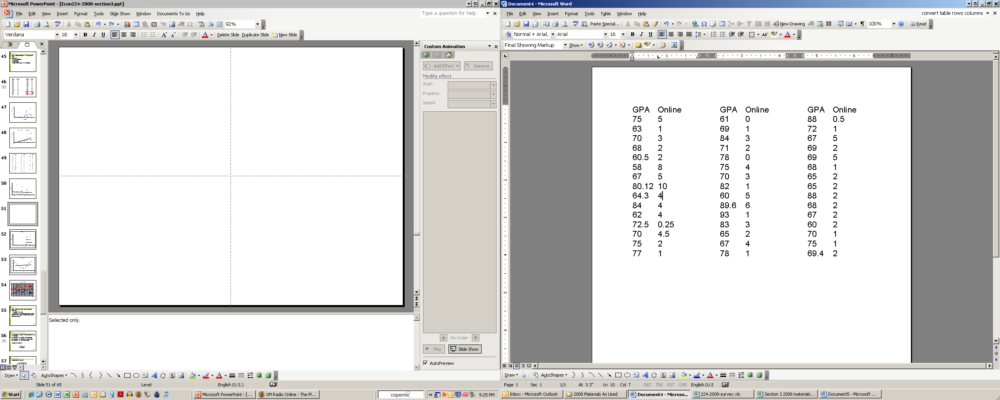 Microsoft PowerPoint - [Econ224-2008-section3.ppt]
File Edit View Insert Format Tools Slide Show Window Documents To Go Help
Type a question for help
92%
Verdana 18 B I U Delete Slide Duplicate Slide New Slide
45
46
47
48
49
50
51
52
53
54
55
56
57
Custom Animation
Add Effect Remove
Modify effect
Start:
Property:
Speed:
Re-Order
Play Slide Show
AutoPreview
Selected only.
Draw AutoShapes
Slide 51 of 65 Level English (U.S.)
Start Microsoft PowerPoint - [... XM Radio Online - The Pl... copernic 9:25 PM
Document4 - Microsoft Word
File Edit View Insert Format Tools Table Window Help
convert table rows columns
Paste Special... New Drawing 100% Read
Normal + Arial, Arial 16 B I U
Final Showing Markup Show
GPA Online GPA Online GPA Online
75 5 61 0 88 0.5
63 1 69 1 72 1
70 3 84 3 67 5
68 2 71 2 69 2
60.5 2 78 0 69 5
58 8 75 4 68 1
67 5 70 3 65 2
80.12 10 82 1 65 2
64.3 4 60 5 88 2
84 4 89.6 6 68 2
62 4 93 1 67 2
72.5 0.25 83 3 60 2
70 4.5 65 2 70 1
75 2 67 4 75 1
77 1 78 1 69.4 2
Draw AutoShapes
Page 1 Sec 1 1/1 At 3.3" Ln 10 Col 7 REC TRK EXT OVR English (U.S
Inbox - Microsoft Outlook 2008 Materials As Used Document4 - Microso... 224-2008-survey.xls Section 3 2008 materials... Document5 - Microsoft ...